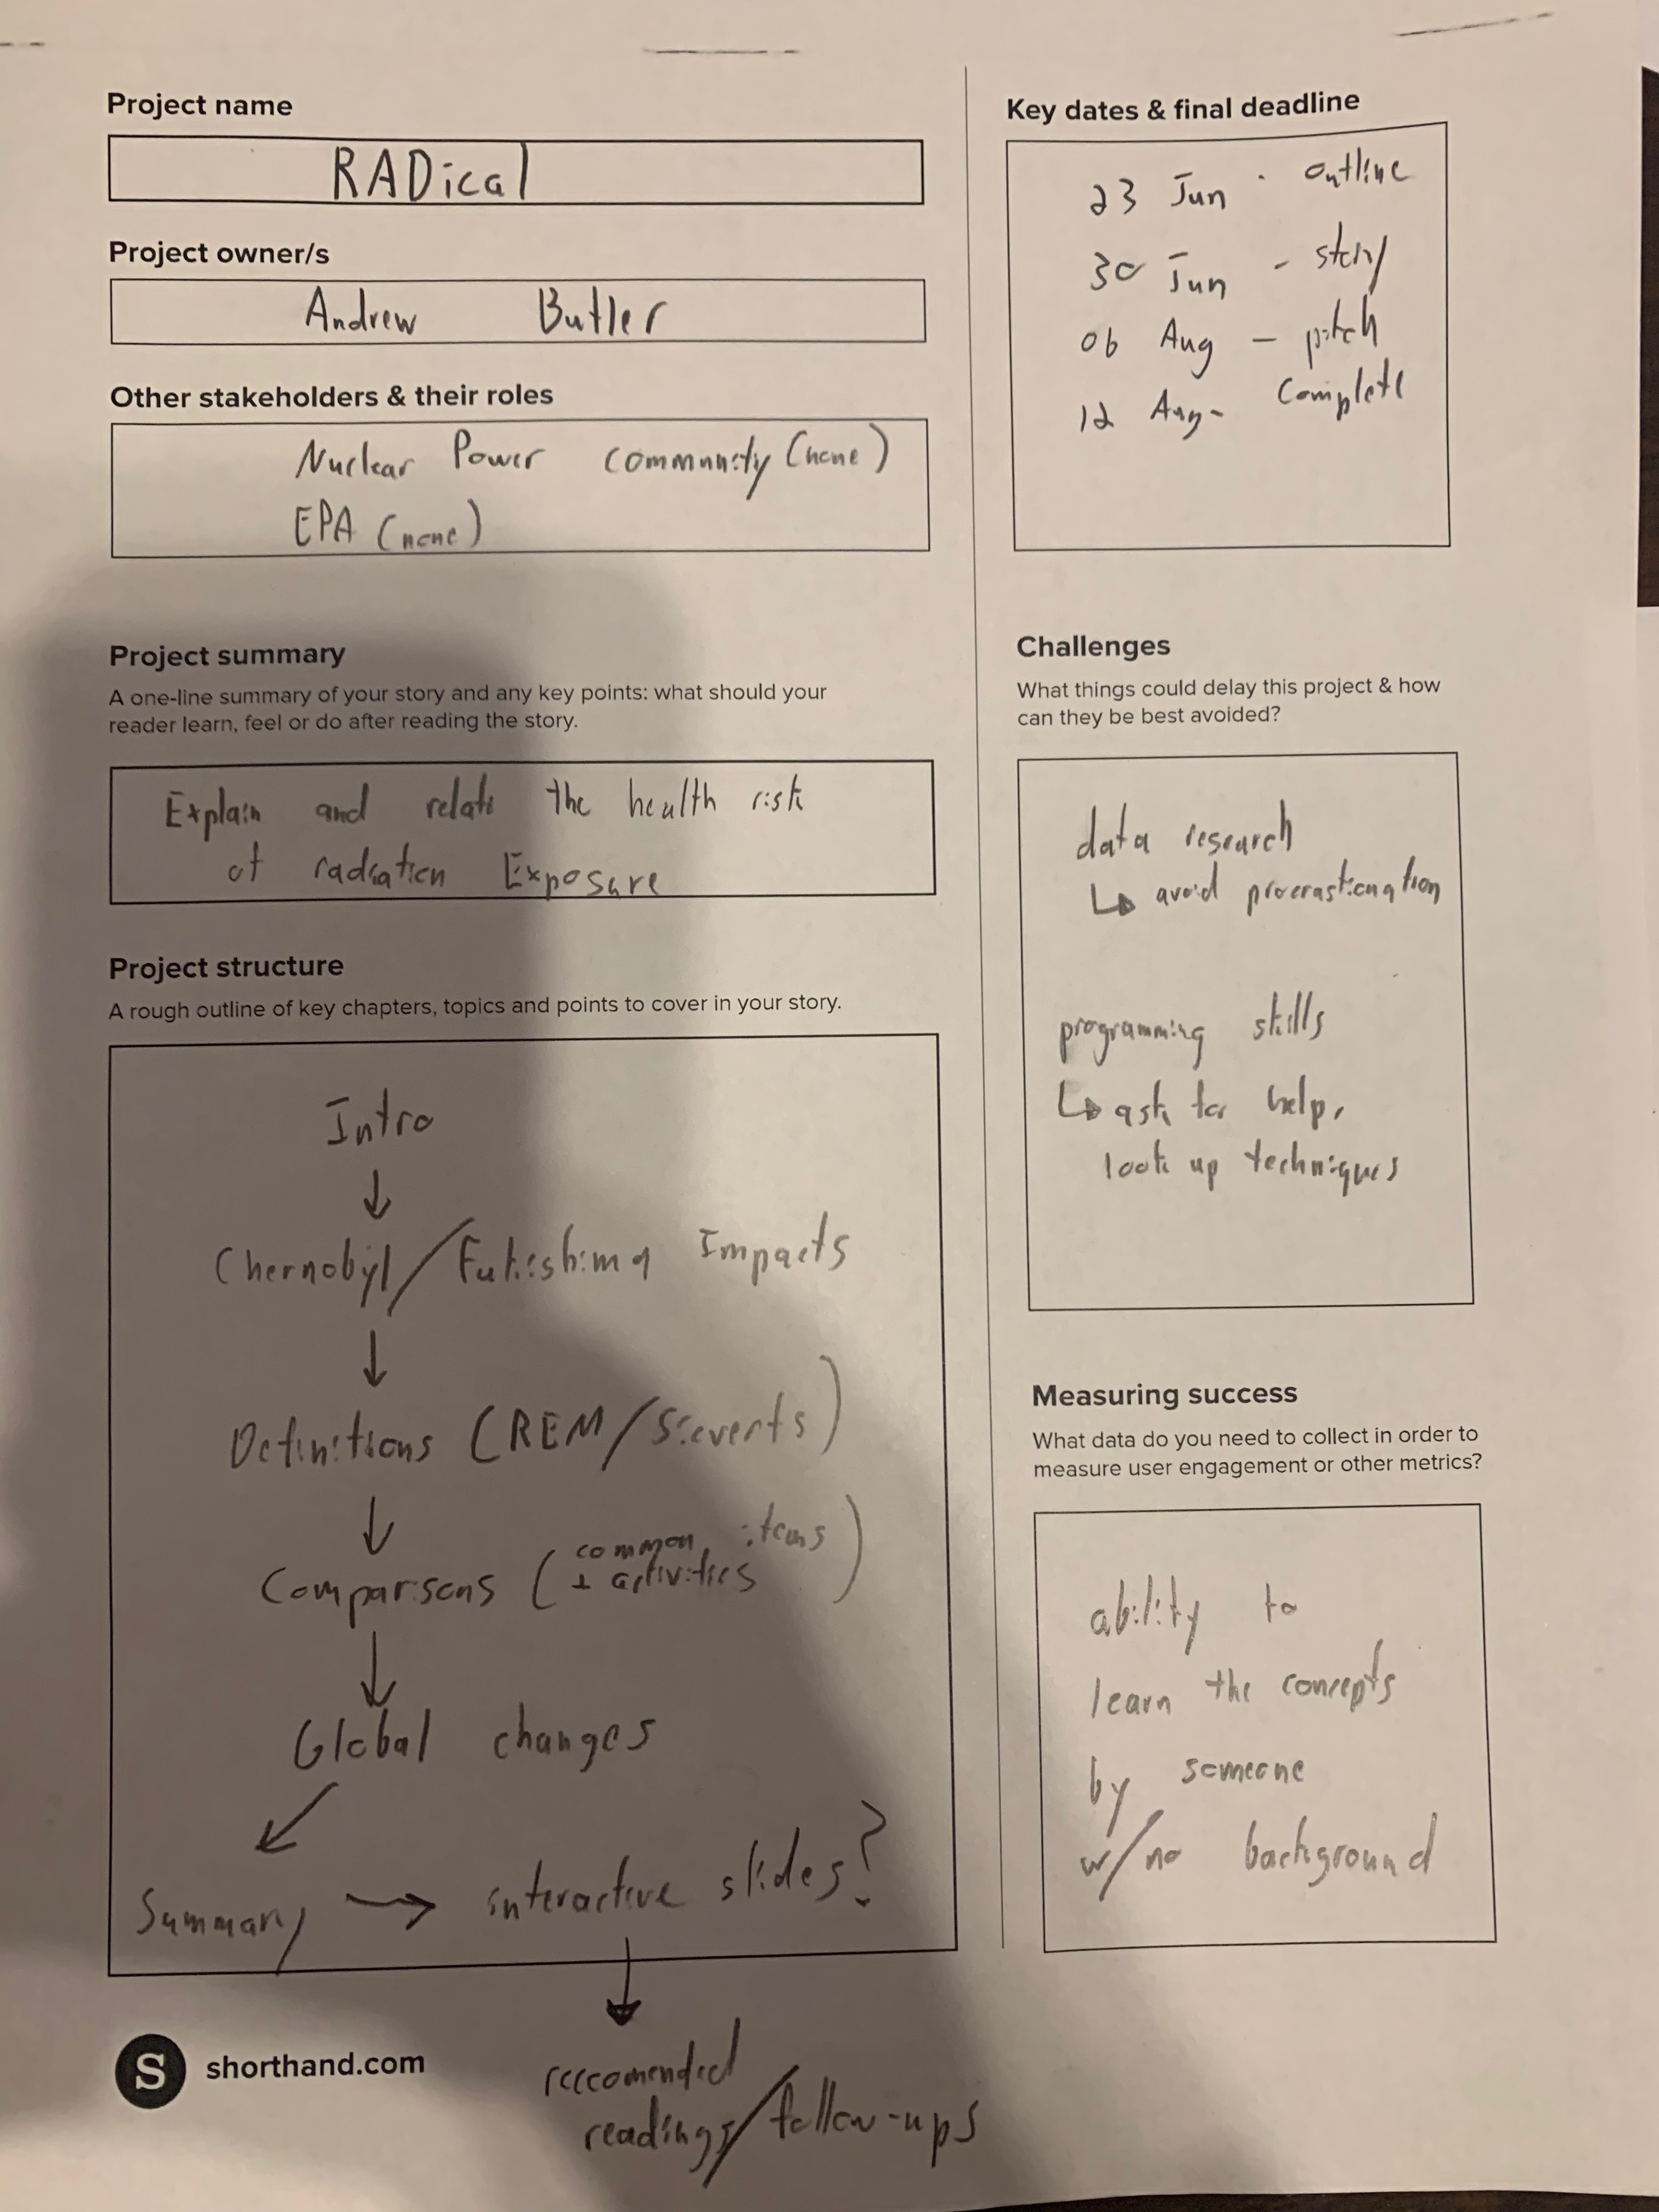 Project name
RADical
Project owner/s
Andrew Butler
Other stakeholders & their roles
Nuclear Power community (none)
EPA (none)
Project summary
A one-line summary of your story and any key points: what should your
reader learn, feel or do after reading the story.
Explain and relate the health risk
of radiation Exposure
Project structure
A rough outline of key chapters, topics and points to cover in your story.
Intro
↓
Chernobyl/Fukishima Impacts
↓
Definitions (REM/Sieverts)
↓
Comparisons (common items
+ activities)
↓
Global changes
↙
Summary → interactive slides?
↓
reccomended
readings/follow-ups
S shorthand.com
Key dates & final deadline
23 Jun - outline
30 Jun - story
06 Aug - pitch
12 Aug - complete
Challenges
What things could delay this project & how
can they be best avoided?
data research
↳ avoid procrastionation
programming skills
↳ ask for help,
look up techniques
Measuring success
What data do you need to collect in order to
measure user engagement or other metrics?
ability to
learn the concepts
by someone
w/no background